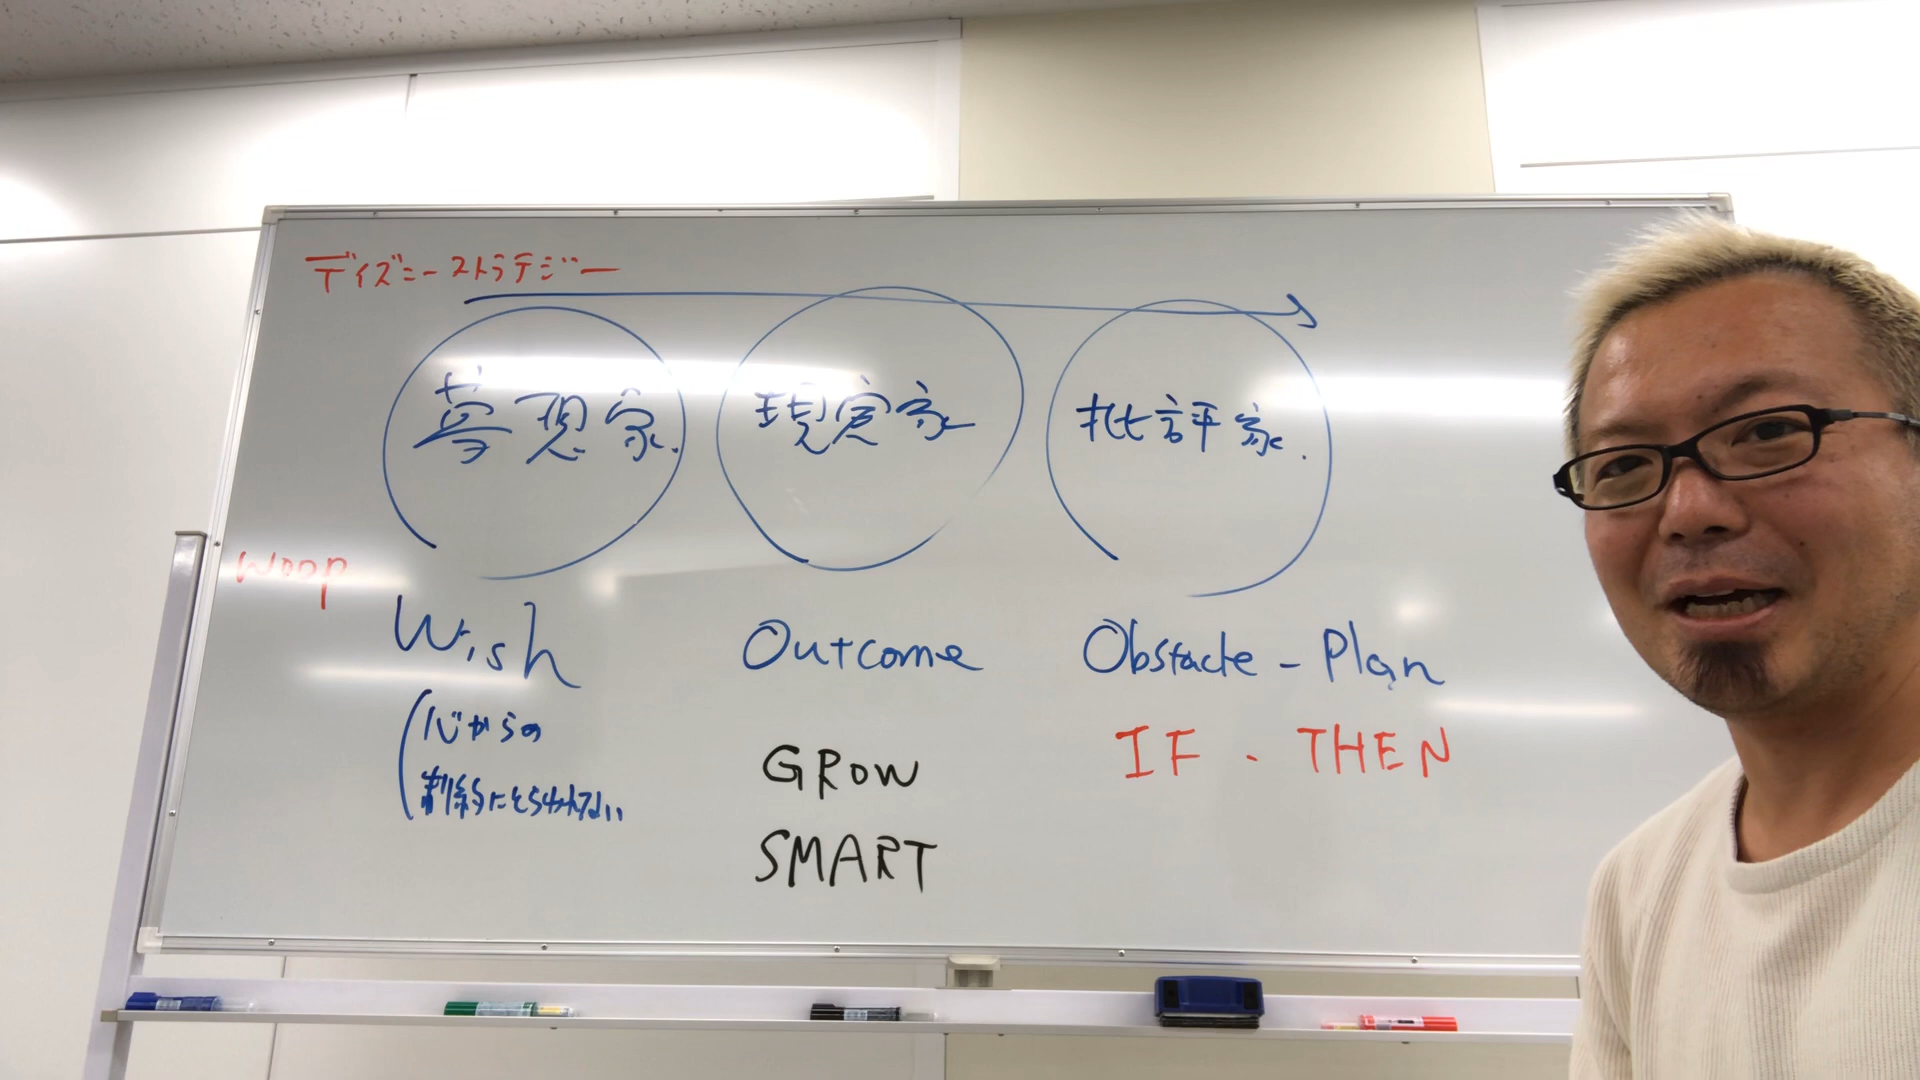 ディズニーストラテジー
夢想家. 現実家 批評家.
WOOP
Wish Outcome Obstacle - Plan
心からの
制約にとらわれない
GROW
IF - THEN
SMART